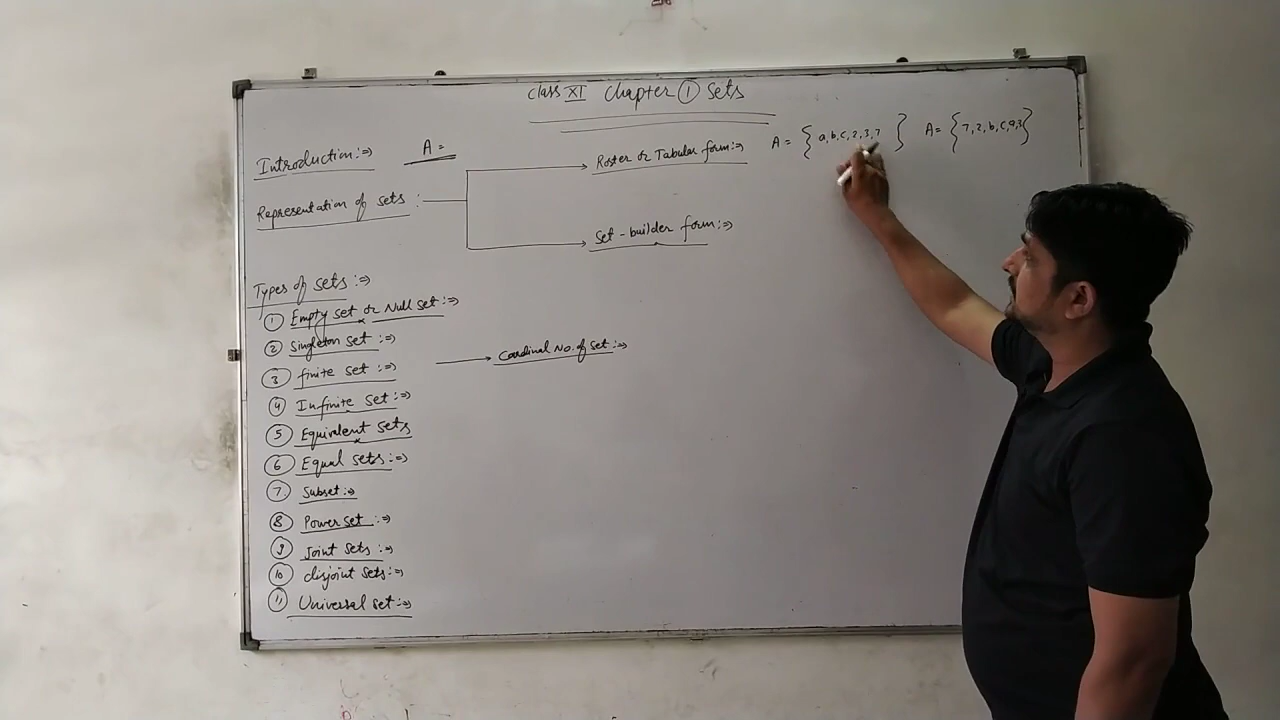 Class XI Chapter ① Sets
Introduction :⇒ A =
Representation of sets :
Roster or Tabular form :⇒ A = {a, b, c, 2, 3, 7 } A = {7, 2, b, c, a, 3}
Set-builder form :⇒
Types of sets :⇒
① Empty set or Null set :⇒
② Singleton set :⇒
③ finite set :⇒
→ Cardinal No. of set :⇒
④ Infinite set :⇒
⑤ Equivalent sets
⑥ Equal sets :⇒
⑦ Subset :⇒
⑧ Power set :⇒
⑨ Joint sets :⇒
⑩ disjoint sets :⇒
⑪ Universal set :⇒